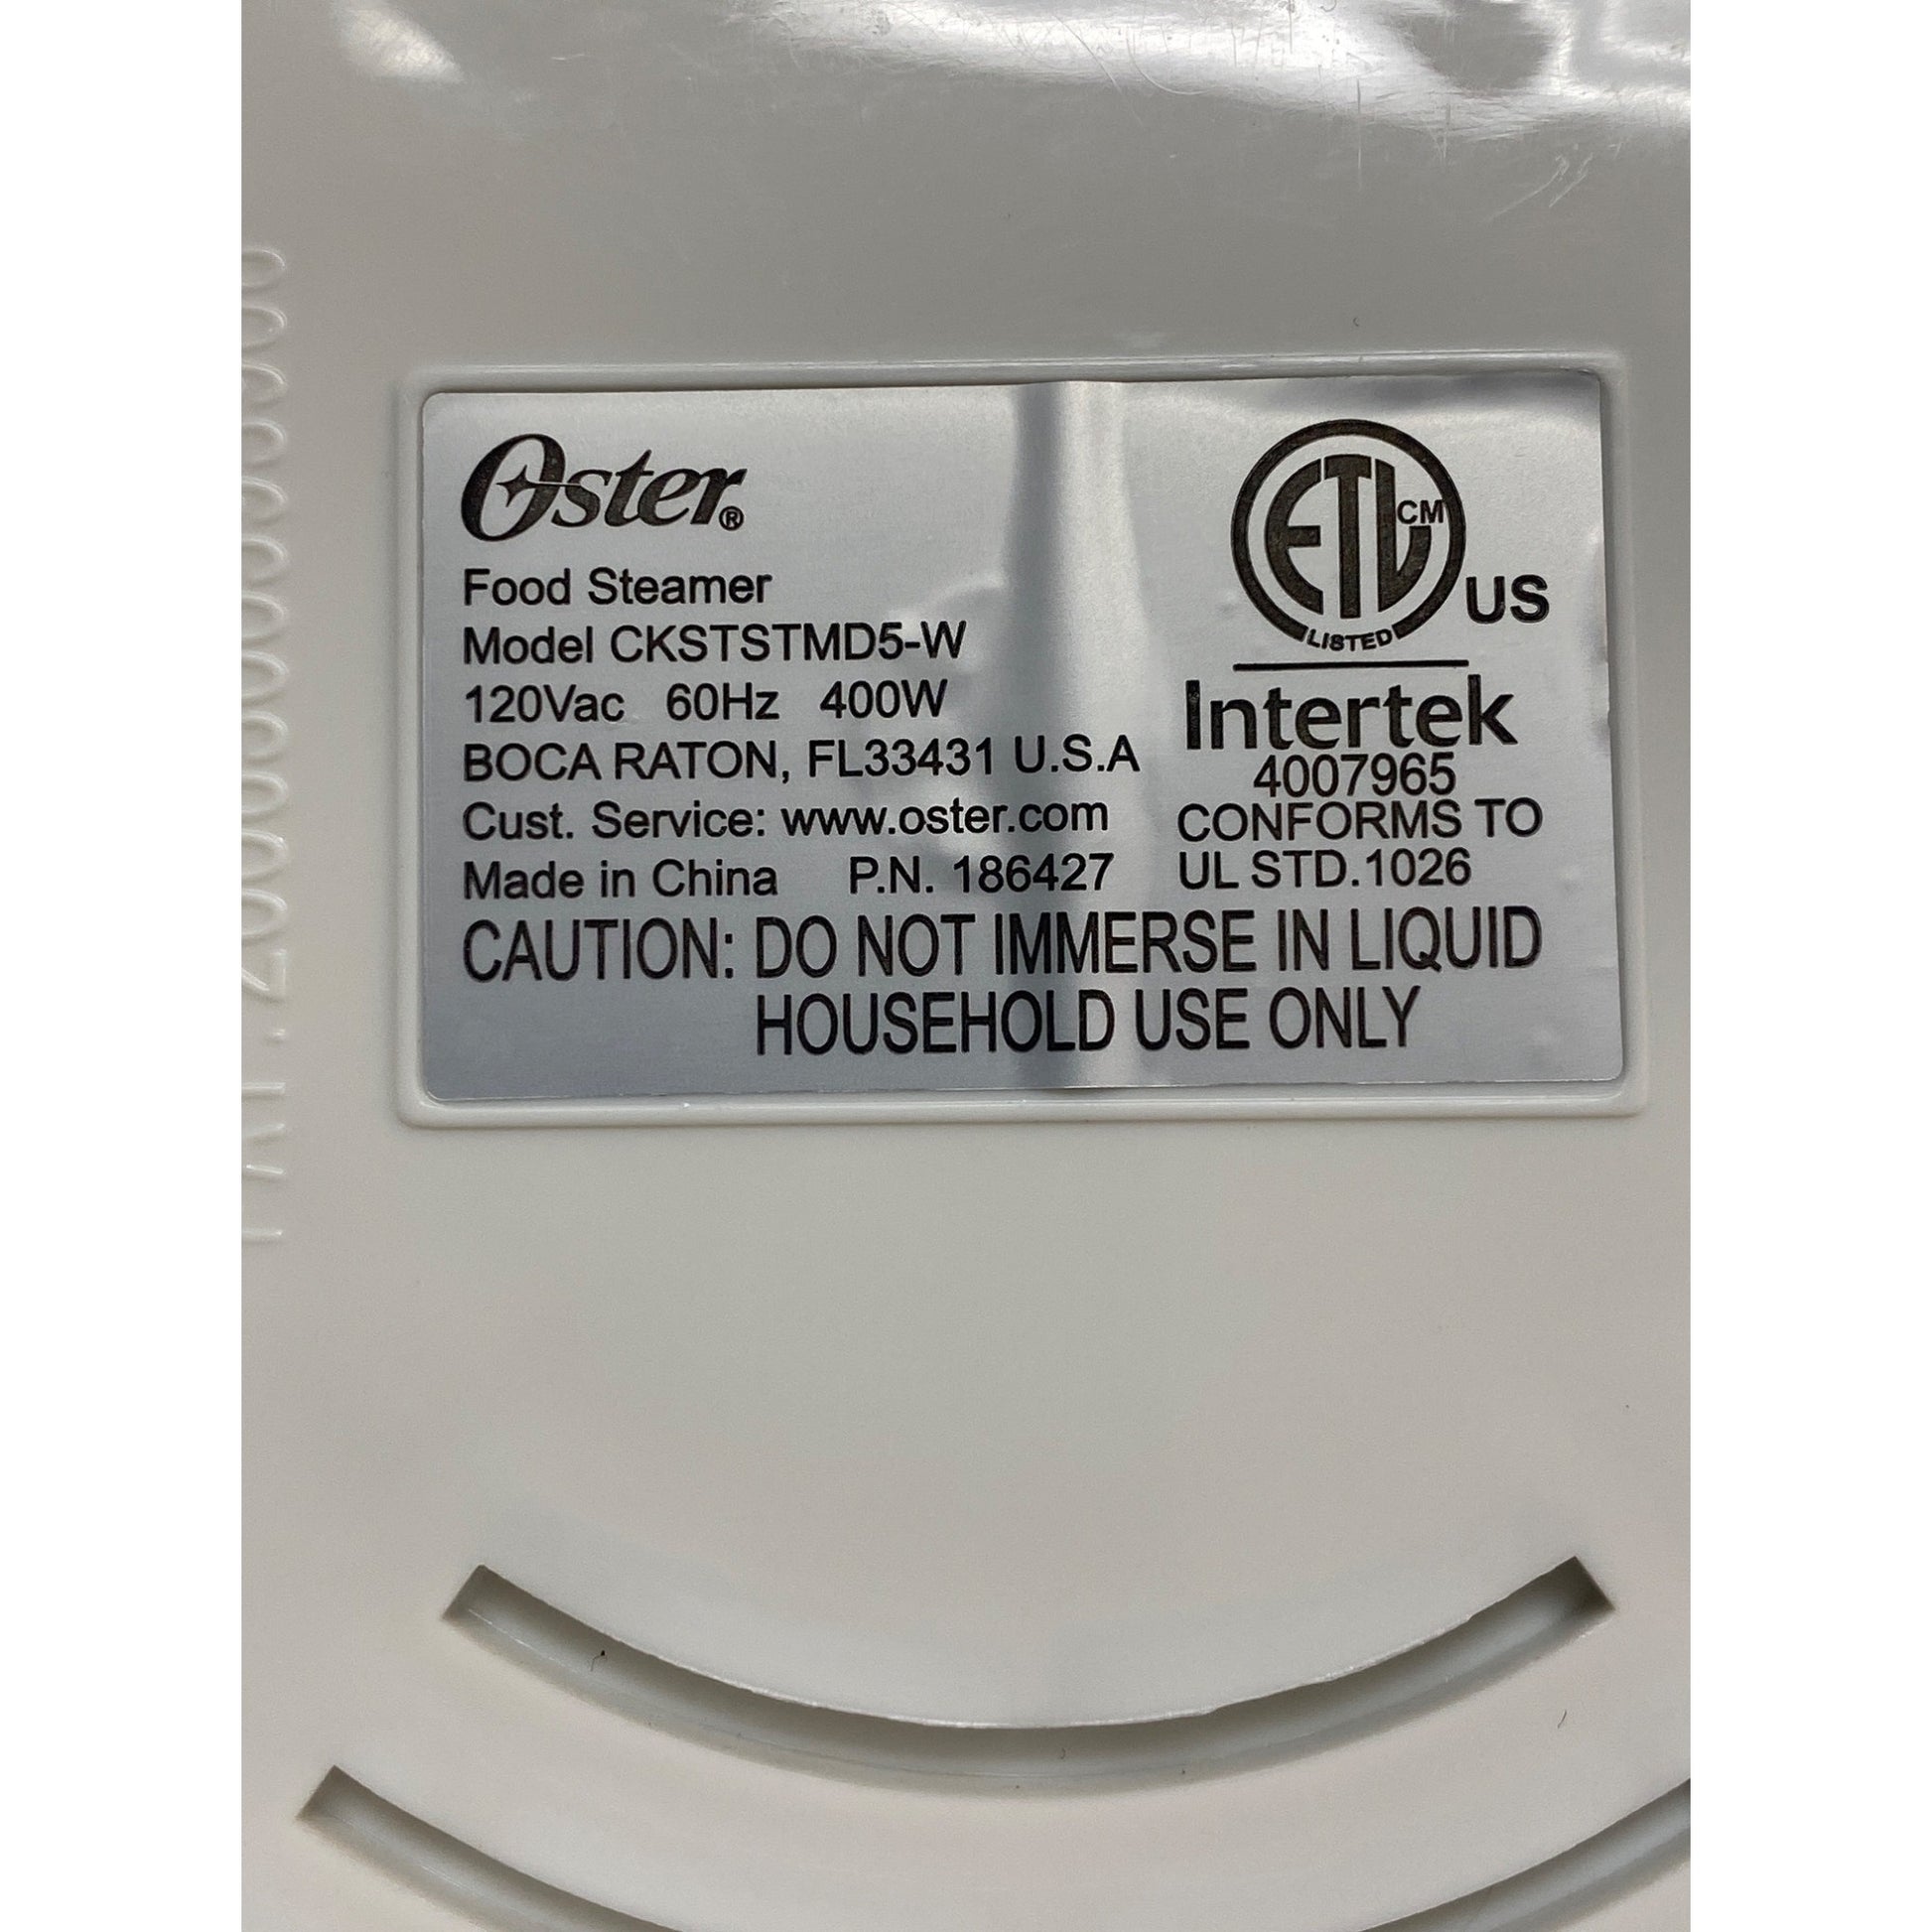 Oster®
Food Steamer
Model CKSTSTMD5-W
120Vac 60Hz 400W
BOCA RATON, FL33431 U.S.A
Cust. Service: www.oster.com
Made in China P.N. 186427
ETL CM
LISTED
US
Intertek
4007965
CONFORMS TO
UL STD.1026
CAUTION: DO NOT IMMERSE IN LIQUID
HOUSEHOLD USE ONLY